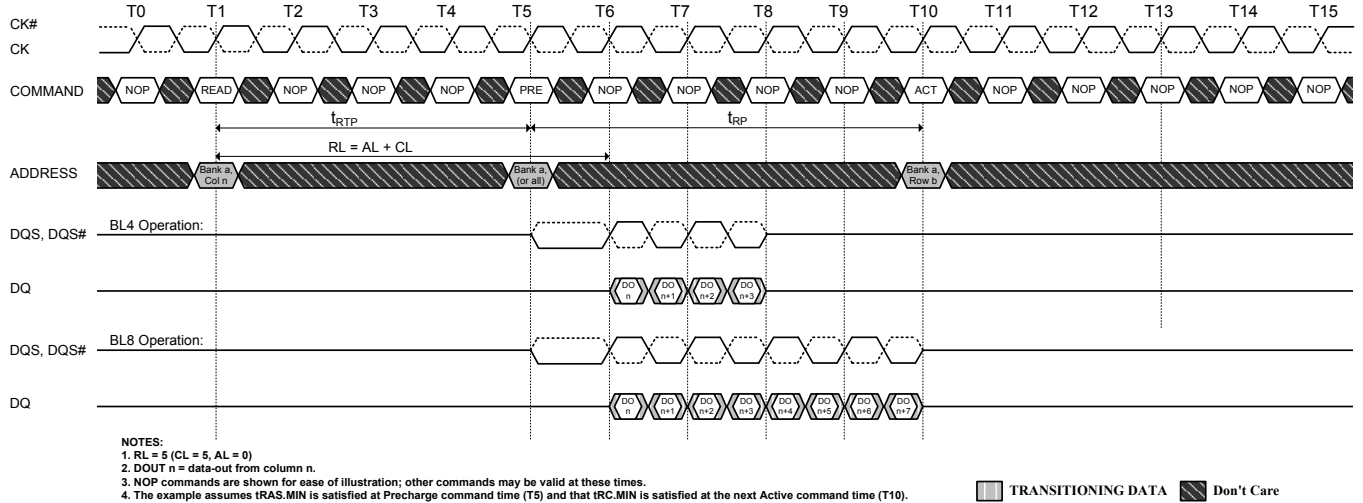 T0 T1 T2 T3 T4 T5 T6 T7 T8 T9 T10 T11 T12 T13 T14 T15
CK#
CK
COMMAND NOP READ NOP NOP NOP PRE NOP NOP NOP NOP ACT NOP NOP NOP NOP NOP
tRTP tRP
RL = AL + CL
ADDRESS Bank a, Col n Bank a, (or all) Bank a, Row b
BL4 Operation:
DQS, DQS#
DQ DO n DO n+1 DO n+2 DO n+3
BL8 Operation:
DQS, DQS#
DQ DO n DO n+1 DO n+2 DO n+3 DO n+4 DO n+5 DO n+6 DO n+7
NOTES:
1. RL = 5 (CL = 5, AL = 0)
2. DOUT n = data-out from column n.
3. NOP commands are shown for ease of illustration; other commands may be valid at these times.
4. The example assumes tRAS.MIN is satisfied at Precharge command time (T5) and that tRC.MIN is satisfied at the next Active command time (T10).
TRANSITIONING DATA Don't Care